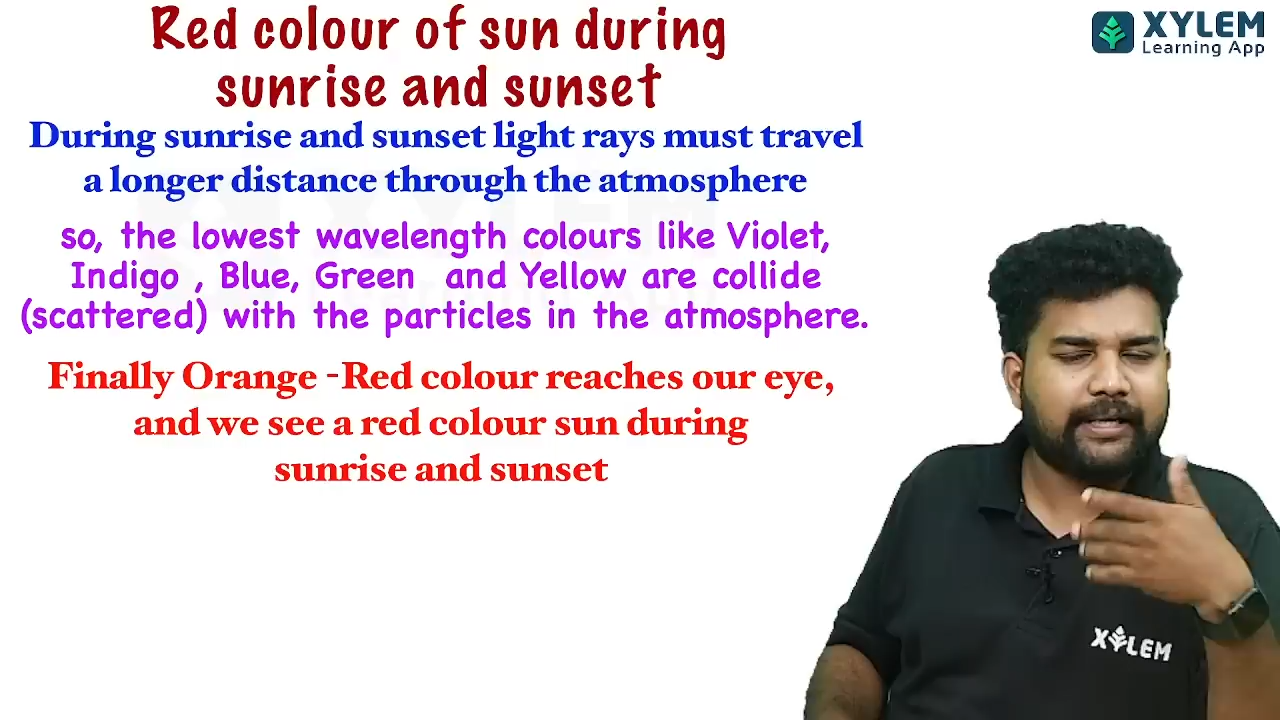 Red colour of sun during
sunrise and sunset
XYLEM
Learning App
During sunrise and sunset light rays must travel
a longer distance through the atmosphere
so, the lowest wavelength colours like Violet,
Indigo , Blue, Green and Yellow are collide
(scattered) with the particles in the atmosphere.
Finally Orange -Red colour reaches our eye,
and we see a red colour sun during
sunrise and sunset
XYLEM